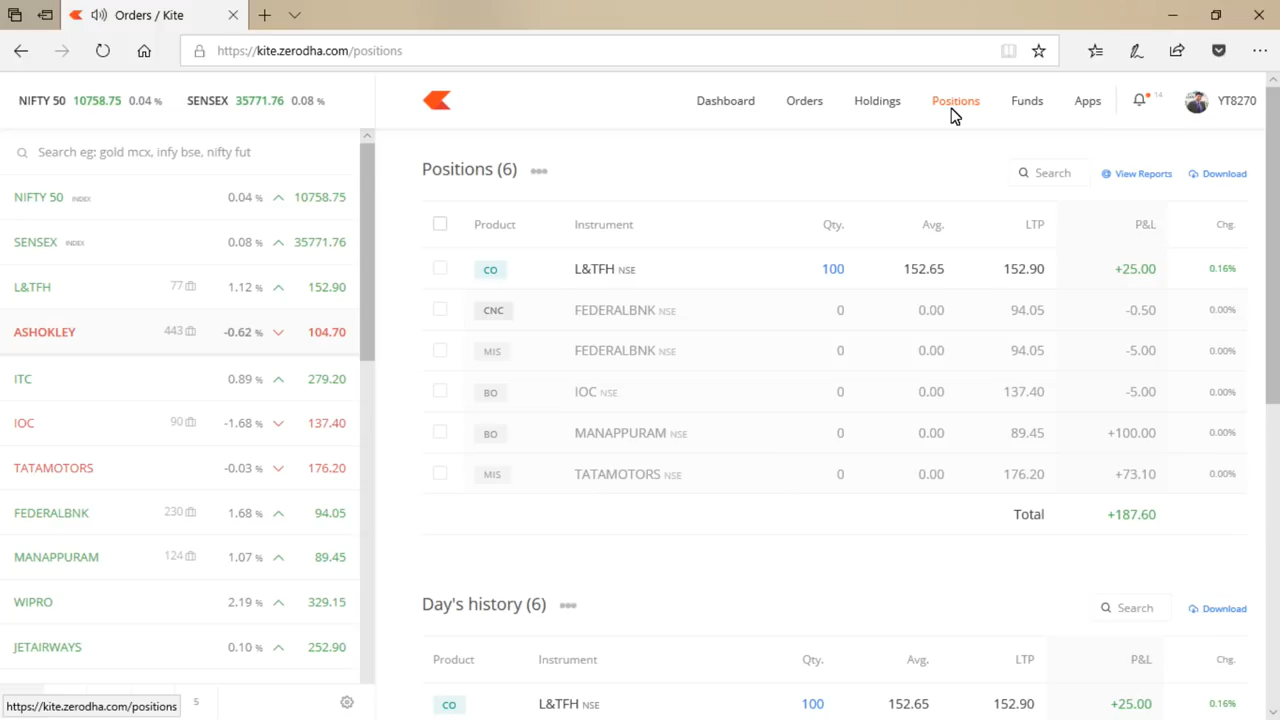 Orders / Kite
https://kite.zerodha.com/positions
NIFTY 50 10758.75 0.04 % SENSEX 35771.76 0.08 %
Dashboard Orders Holdings Positions Funds Apps 14 YT8270
Search eg: gold mcx, infy bse, nifty fut
NIFTY 50 INDEX 0.04 % 10758.75
SENSEX INDEX 0.08 % 35771.76
L&TFH 77 1.12 % 152.90
ASHOKLEY 443 -0.62 % 104.70
ITC 0.89 % 279.20
IOC 90 -1.68 % 137.40
TATAMOTORS -0.03 % 176.20
FEDERALBNK 230 1.68 % 94.05
MANAPPURAM 124 1.07 % 89.45
WIPRO 2.19 % 329.15
JETAIRWAYS 0.10 % 252.90
5
https://kite.zerodha.com/positions
Positions (6) Search View Reports Download
Product Instrument Qty. Avg. LTP P&L Chg.
CO L&TFH NSE 100 152.65 152.90 +25.00 0.16%
CNC FEDERALBNK NSE 0 0.00 94.05 -0.50 0.00%
MIS FEDERALBNK NSE 0 0.00 94.05 -5.00 0.00%
BO IOC NSE 0 0.00 137.40 -5.00 0.00%
BO MANAPPURAM NSE 0 0.00 89.45 +100.00 0.00%
MIS TATAMOTORS NSE 0 0.00 176.20 +73.10 0.00%
Total +187.60
Day's history (6) Search Download
Product Instrument Qty. Avg. LTP P&L Chg.
CO L&TFH NSE 100 152.65 152.90 +25.00 0.16%